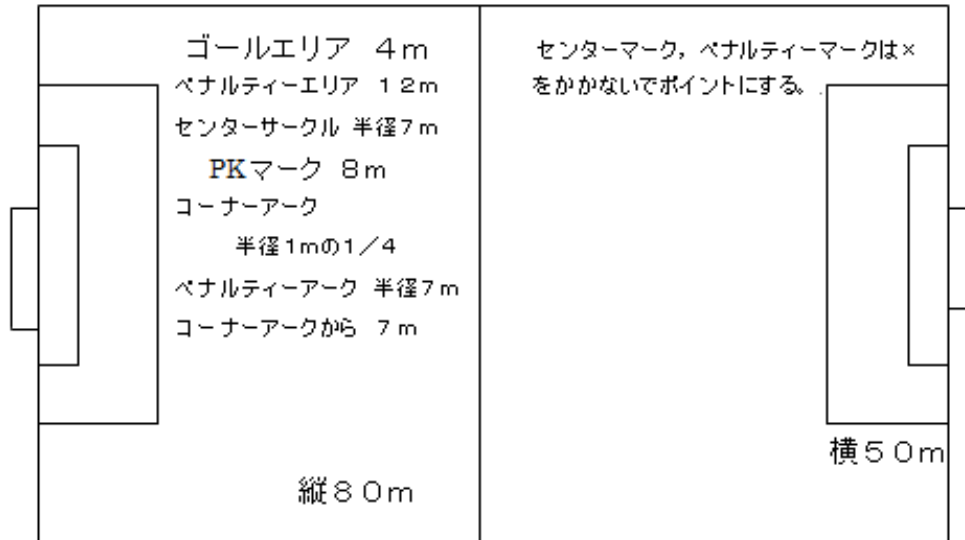 ゴールエリア 4m
ペナルティーエリア 12m
センターサークル 半径7m
PKマーク 8m
コーナーアーク
半径1mの1/4
ペナルティーアーク 半径7m
コーナーアークから 7m
縦80m
センターマーク,ペナルティーマークは×
をかかないでポイントにする。
横50m